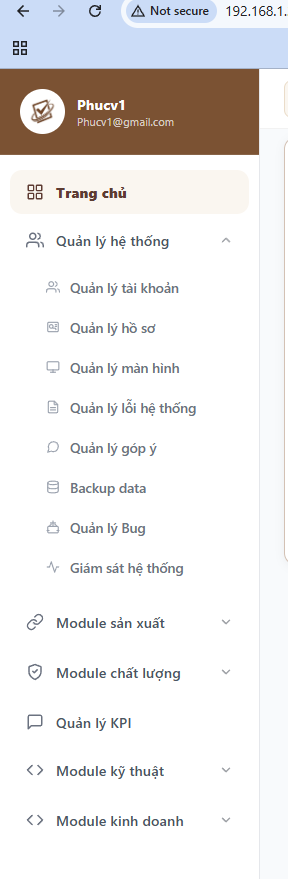 Not secure
192.168.1.
Phucv1
Phucv1@gmail.com
Trang chủ
Quản lý hệ thống
Quản lý tài khoản
Quản lý hồ sơ
Quản lý màn hình
Quản lý lỗi hệ thống
Quản lý góp ý
Backup data
Quản lý Bug
Giám sát hệ thống
Module sản xuất
Module chất lượng
Quản lý KPI
Module kỹ thuật
Module kinh doanh